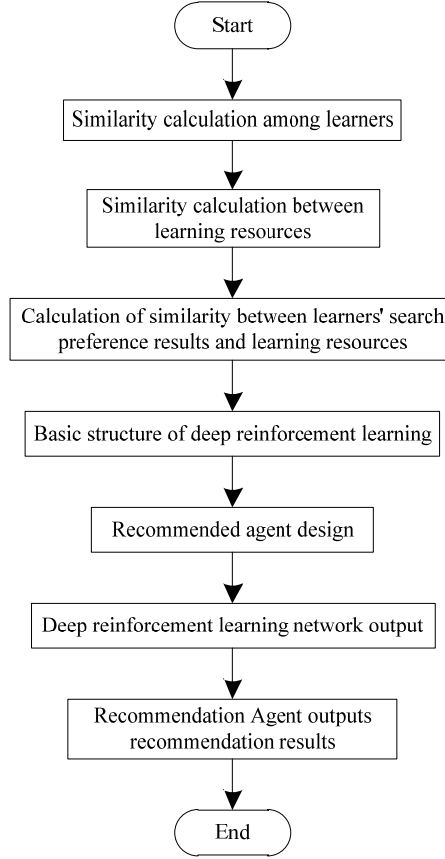 Start
Similarity calculation among learners
Similarity calculation between
learning resources
Calculation of similarity between learners' search
preference results and learning resources
Basic structure of deep reinforcement learning
Recommended agent design
Deep reinforcement learning network output
Recommendation Agent outputs
recommendation results
End